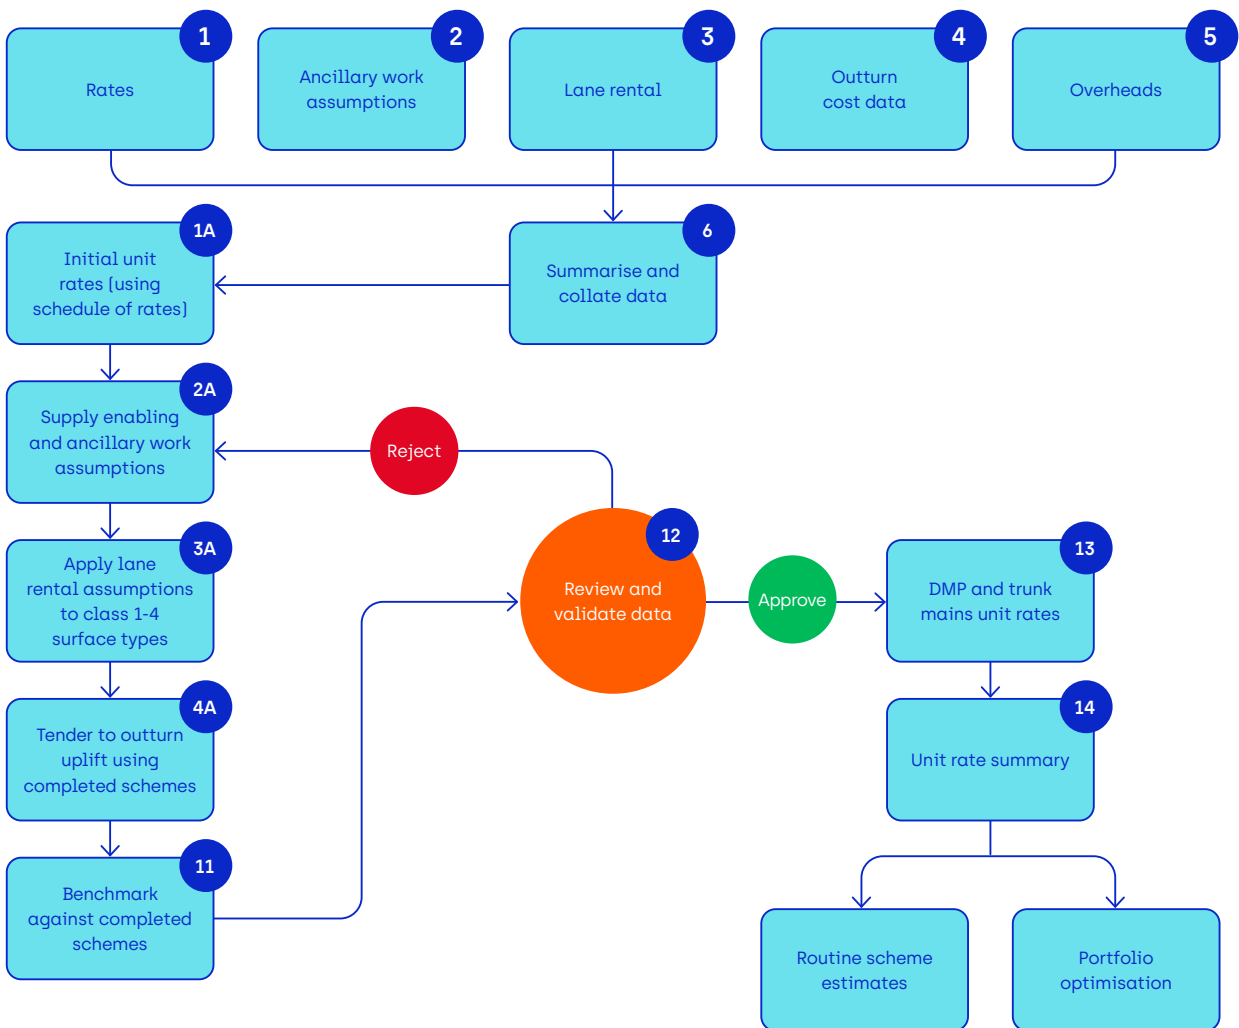 1
Rates
2
Ancillary work
assumptions
3
Lane rental
4
Outturn
cost data
5
Overheads
1A
Initial unit
rates (using
schedule of rates)
6
Summarise and
collate data
2A
Supply enabling
and ancillary work
assumptions
Reject
3A
Apply lane
rental assumptions
to class 1-4
surface types
12
Review and
validate data
Approve
13
DMP and trunk
mains unit rates
4A
Tender to outturn
uplift using
completed schemes
14
Unit rate summary
11
Benchmark
against completed
schemes
Routine scheme
estimates
Portfolio
optimisation